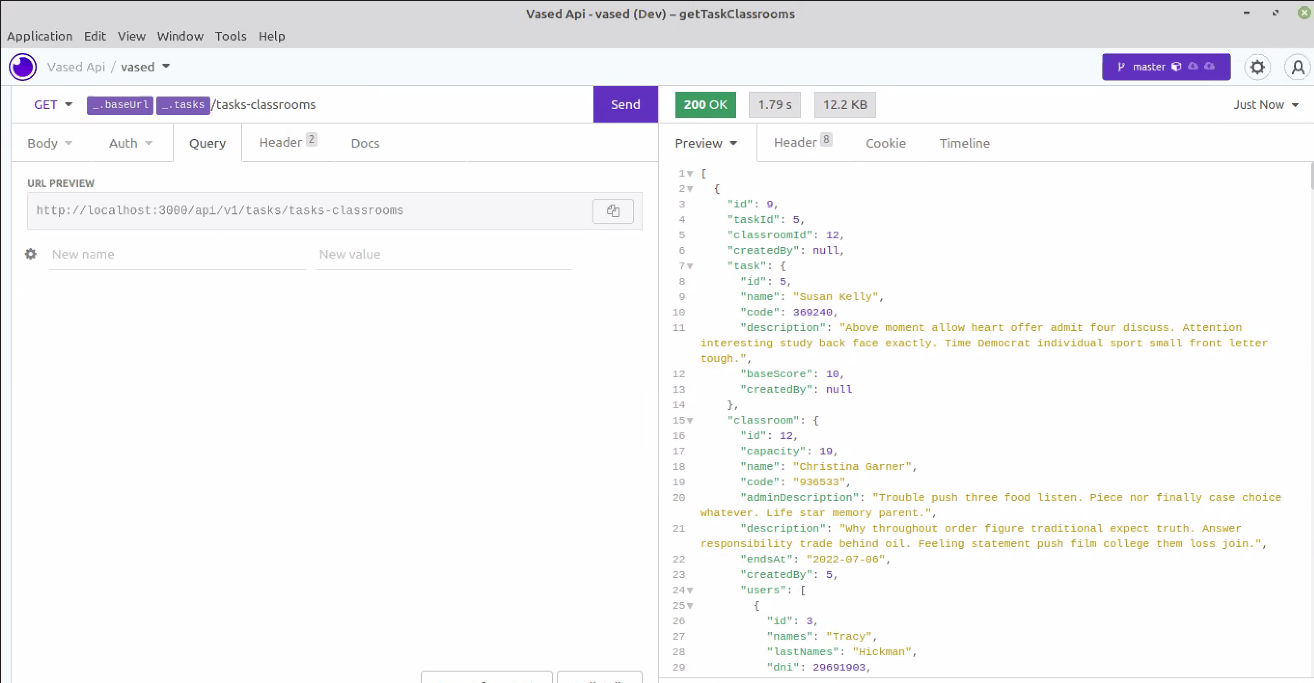 Vased Api - vased (Dev) – getTaskClassrooms
Application Edit View Window Tools Help
Vased Api / vased
master
GET _.baseUrl _.tasks /tasks-classrooms
Send
200 OK 1.79 s 12.2 KB
Just Now
Body Auth Query Header 2 Docs
Preview Header 8 Cookie Timeline
URL PREVIEW
http://localhost:3000/api/v1/tasks/tasks-classrooms
New name New value
1 [
2 {
3 "id": 9,
4 "taskId": 5,
5 "classroomId": 12,
6 "createdBy": null,
7 "task": {
8 "id": 5,
9 "name": "Susan Kelly",
10 "code": 369240,
11 "description": "Above moment allow heart offer admit four discuss. Attention
interesting study back face exactly. Time Democrat individual sport small front letter
tough.",
12 "baseScore": 10,
13 "createdBy": null
14 },
15 "classroom": {
16 "id": 12,
17 "capacity": 19,
18 "name": "Christina Garner",
19 "code": "936533",
20 "adminDescription": "Trouble push three food listen. Piece nor finally case choice
whatever. Life star memory parent.",
21 "description": "Why throughout order figure traditional expect truth. Answer
responsibility trade behind oil. Feeling statement push film college them loss join.",
22 "endsAt": "2022-07-06",
23 "createdBy": 5,
24 "users": [
25 {
26 "id": 3,
27 "names": "Tracy",
28 "lastNames": "Hickman",
29 "dni": 29691903,